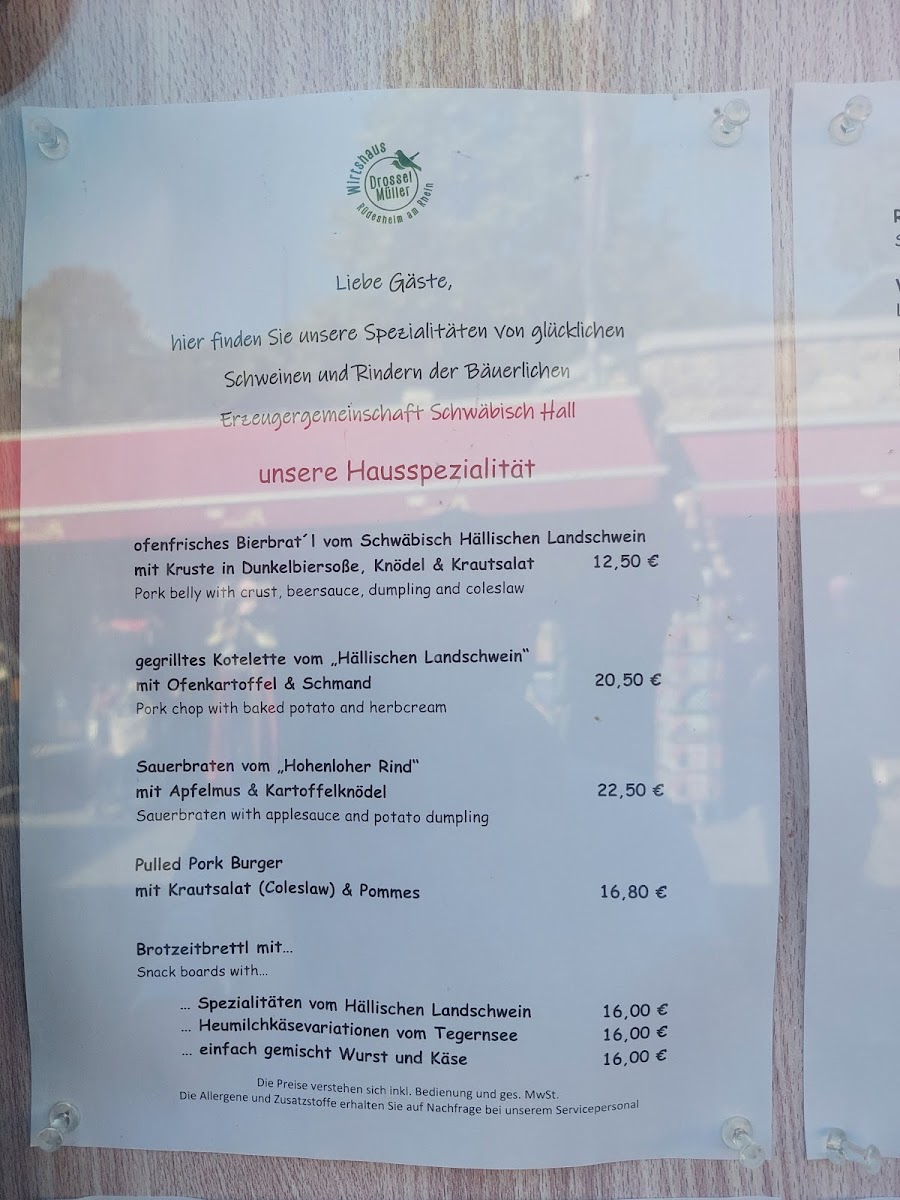 Wirtshaus
Drossel
Müller
Rüdesheim am Rhein
Liebe Gäste,
hier finden Sie unsere Spezialitäten von glücklichen
Schweinen und Rindern der Bäuerlichen
Erzeugergemeinschaft Schwäbisch Hall
unsere Hausspezialität
ofenfrisches Bierbrat´l vom Schwäbisch Hällischen Landschwein
mit Kruste in Dunkelbiersoße, Knödel & Krautsalat 12,50 €
Pork belly with crust, beersauce, dumpling and coleslaw
gegrilltes Kotelette vom „Hällischen Landschwein“
mit Ofenkartoffel & Schmand 20,50 €
Pork chop with baked potato and herbcream
Sauerbraten vom „Hohenloher Rind“
mit Apfelmus & Kartoffelknödel 22,50 €
Sauerbraten with applesauce and potato dumpling
Pulled Pork Burger
mit Krautsalat (Coleslaw) & Pommes 16,80 €
Brotzeitbrettl mit...
Snack boards with...
... Spezialitäten vom Hällischen Landschwein 16,00 €
... Heumilchkäsevariationen vom Tegernsee 16,00 €
... einfach gemischt Wurst und Käse 16,00 €
Die Preise verstehen sich inkl. Bedienung und ges. MwSt.
Die Allergene und Zusatzstoffe erhalten Sie auf Nachfrage bei unserem Servicepersonal